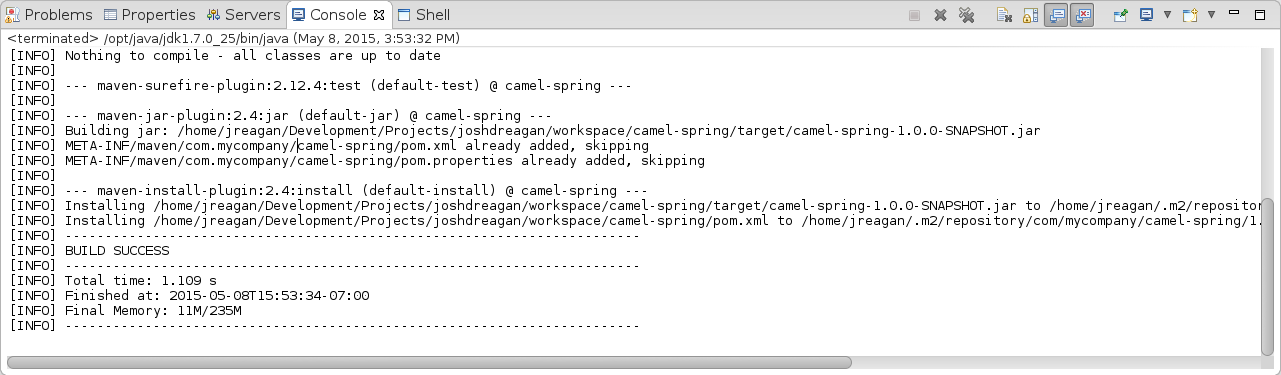 Problems Properties Servers Console Shell
<terminated> /opt/java/jdk1.7.0_25/bin/java (May 8, 2015, 3:53:32 PM)
[INFO] Nothing to compile - all classes are up to date
[INFO]
[INFO] --- maven-surefire-plugin:2.12.4:test (default-test) @ camel-spring ---
[INFO]
[INFO] --- maven-jar-plugin:2.4:jar (default-jar) @ camel-spring ---
[INFO] Building jar: /home/jreagan/Development/Projects/joshdreagan/workspace/camel-spring/target/camel-spring-1.0.0-SNAPSHOT.jar
[INFO] META-INF/maven/com.mycompany/camel-spring/pom.xml already added, skipping
[INFO] META-INF/maven/com.mycompany/camel-spring/pom.properties already added, skipping
[INFO]
[INFO] --- maven-install-plugin:2.4:install (default-install) @ camel-spring ---
[INFO] Installing /home/jreagan/Development/Projects/joshdreagan/workspace/camel-spring/target/camel-spring-1.0.0-SNAPSHOT.jar to /home/jreagan/.m2/repositor
[INFO] Installing /home/jreagan/Development/Projects/joshdreagan/workspace/camel-spring/pom.xml to /home/jreagan/.m2/repository/com/mycompany/camel-spring/1.
[INFO] ------------------------------------------------------------------------
[INFO] BUILD SUCCESS
[INFO] ------------------------------------------------------------------------
[INFO] Total time: 1.109 s
[INFO] Finished at: 2015-05-08T15:53:34-07:00
[INFO] Final Memory: 11M/235M
[INFO] ------------------------------------------------------------------------